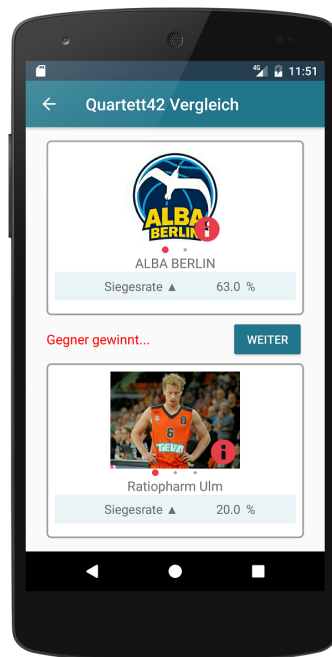 4G 11:51
Quartett42 Vergleich
ALBA
BERLIN
ALBA BERLIN
Siegesrate ▲ 63.0 %
Gegner gewinnt...
WEITER
6
TEVA
Ratiopharm Ulm
Siegesrate ▲ 20.0 %